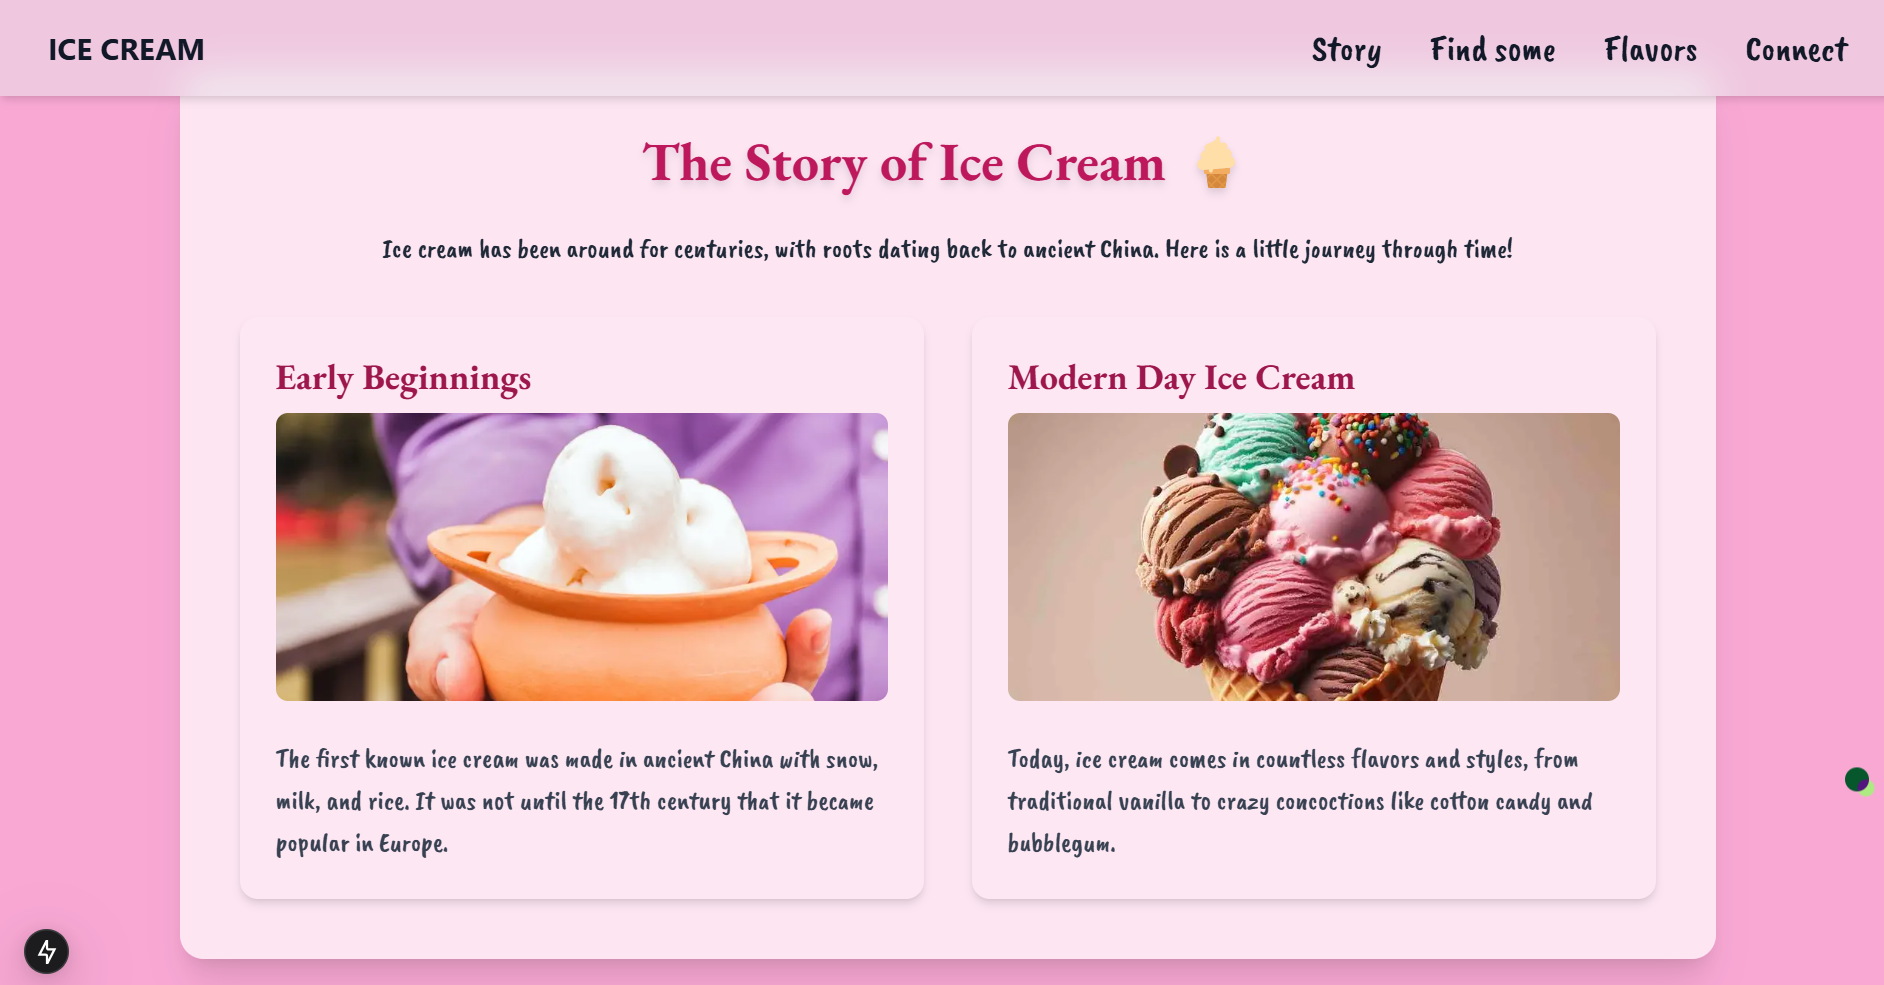 ICE CREAM
Story
Find some
Flavors
Connect
The Story of Ice Cream
Ice cream has been around for centuries, with roots dating back to ancient China. Here is a little journey through time!
Early Beginnings
The first known ice cream was made in ancient China with snow,
milk, and rice. It was not until the 17th century that it became
popular in Europe.
Modern Day Ice Cream
Today, ice cream comes in countless flavors and styles, from
traditional vanilla to crazy concoctions like cotton candy and
bubblegum.